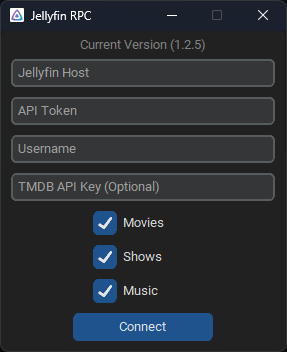 Jellyfin RPC
Current Version (1.2.5)
Jellyfin Host
API Token
Username
TMDB API Key (Optional)
Movies
Shows
Music
Connect